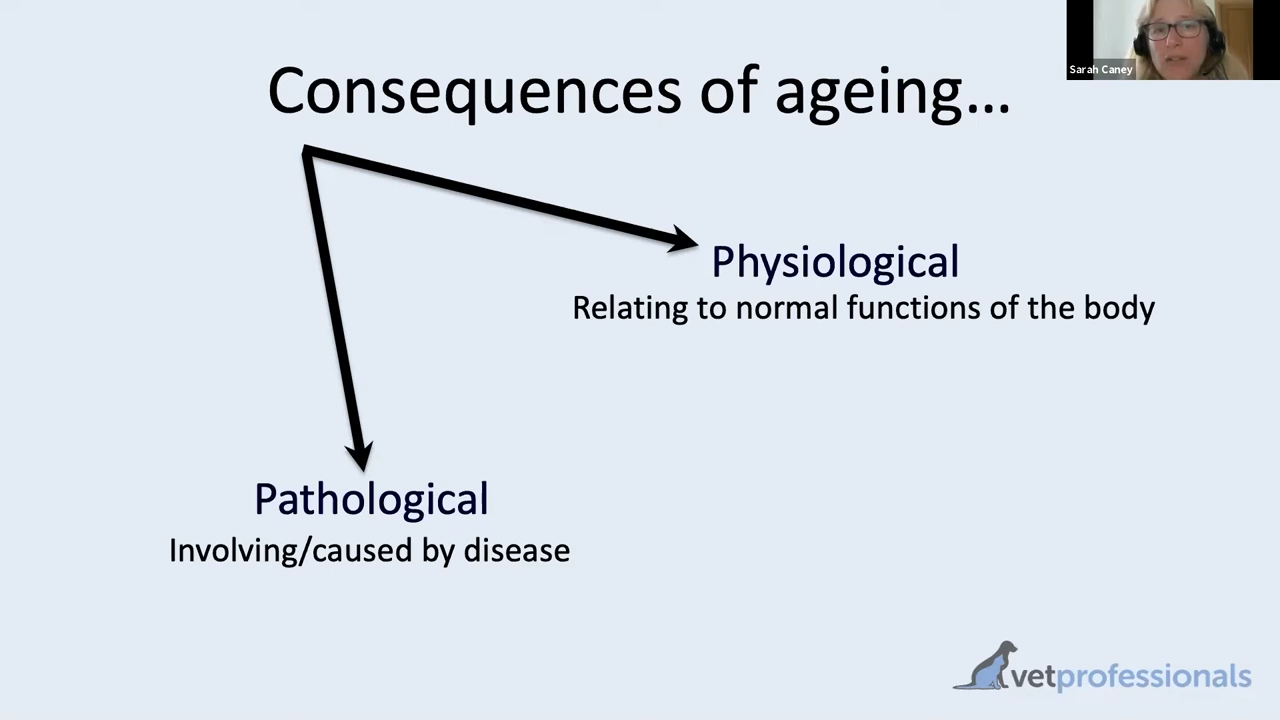 Sarah Caney
Consequences of ageing...
Physiological
Relating to normal functions of the body
Pathological
Involving/caused by disease
vetprofessionals